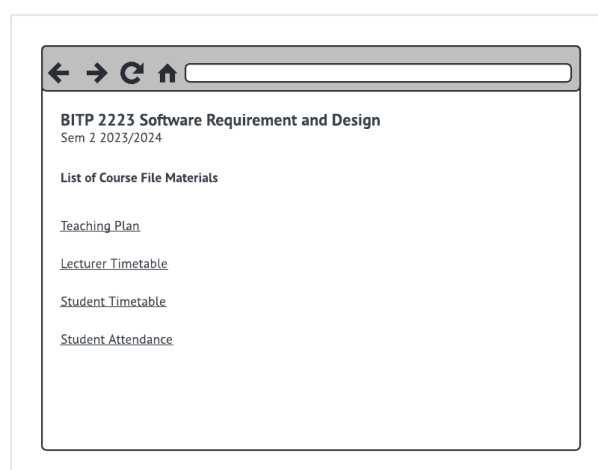 BITP 2223 Software Requirement and Design
Sem 2 2023/2024
List of Course File Materials
Teaching Plan
Lecturer Timetable
Student Timetable
Student Attendance